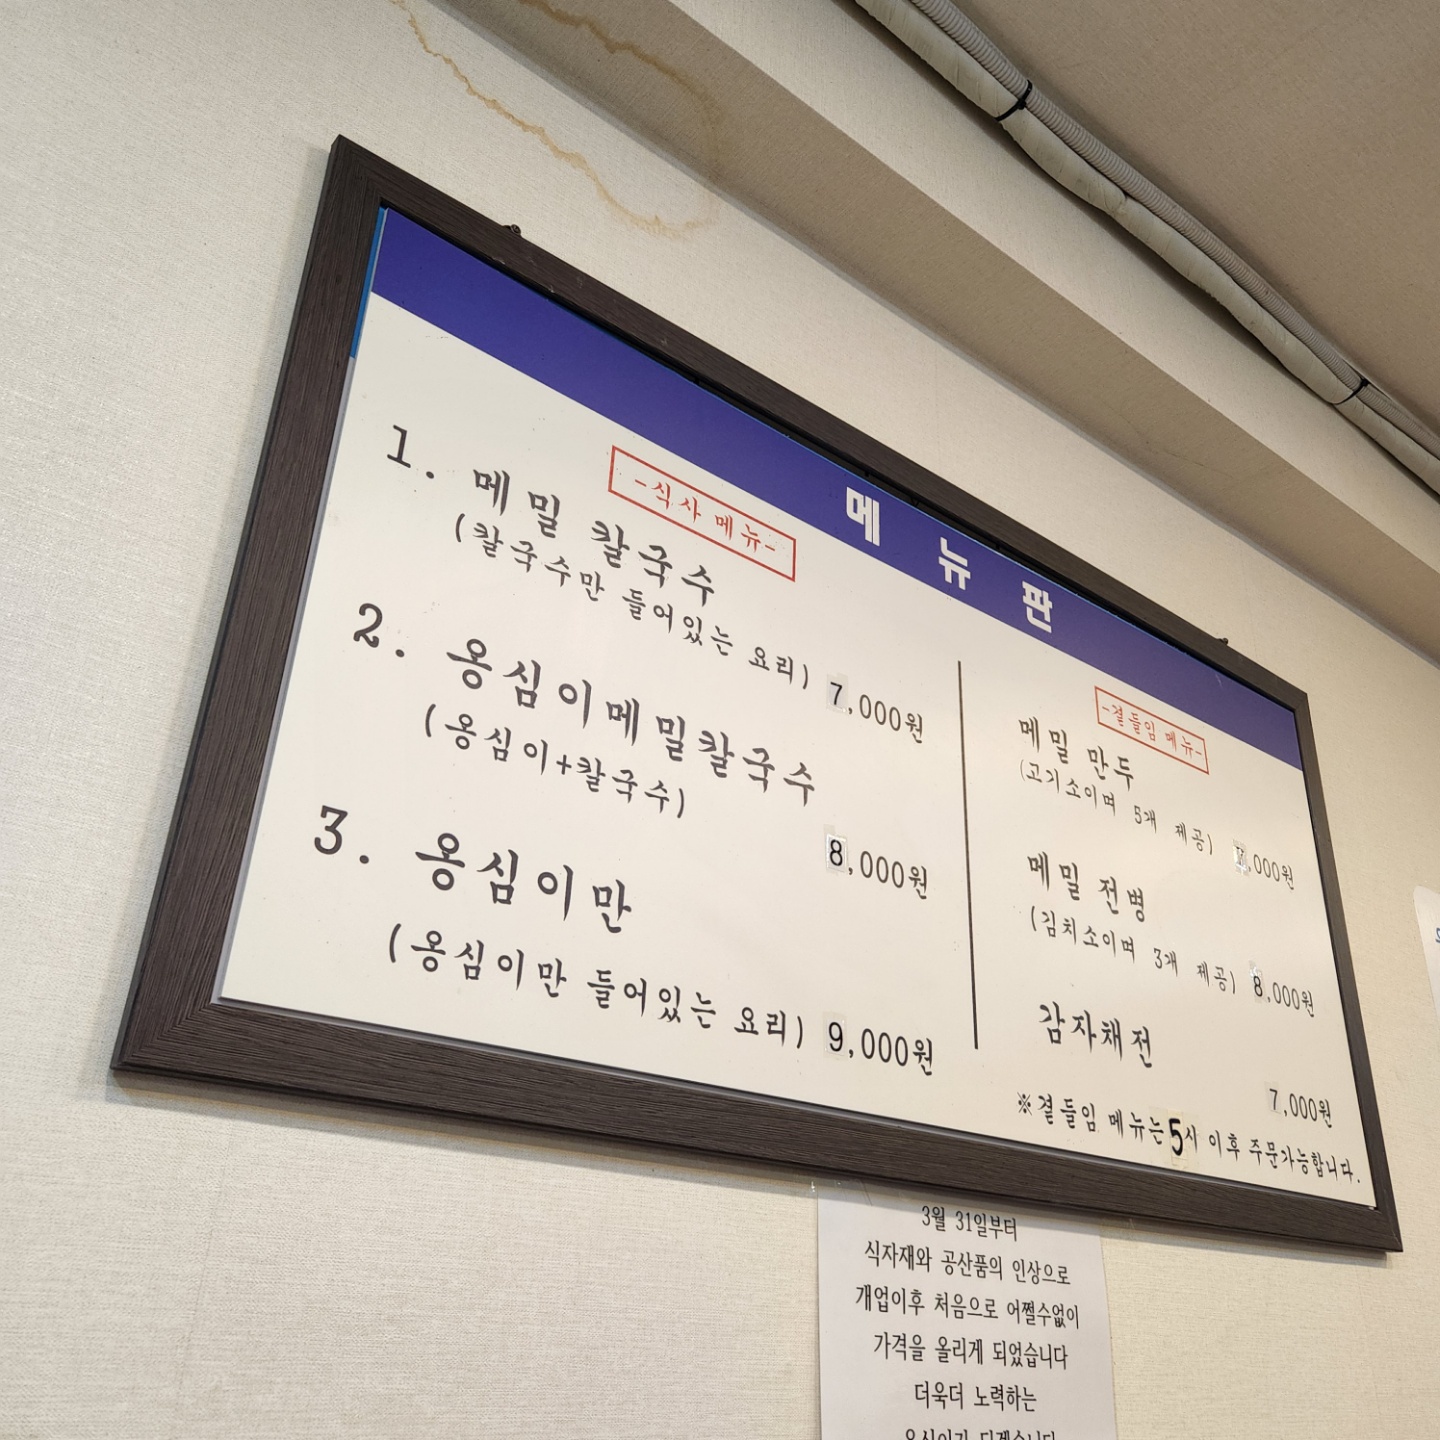 메뉴판
-식사 메뉴-
1. 메밀 칼국수
(칼국수만 들어있는 요리) 7,000원
2. 옹심이메밀칼국수
(옹심이+칼국수)
8,000원
3. 옹심이만
(옹심이만 들어있는 요리) 9,000원
-곁들임 메뉴-
메밀 만두
(고기소이며 5개 제공)
메밀 전병
(김치소이며 3개 제공) 8,000원
감자채전
7,000원
※곁들임 메뉴는 5시 이후 주문가능합니다.
3월 31일부터
식자재와 공산품의 인상으로
개업이후 처음으로 어쩔수없이
가격을 올리게 되었습니다
더욱더 노력하는